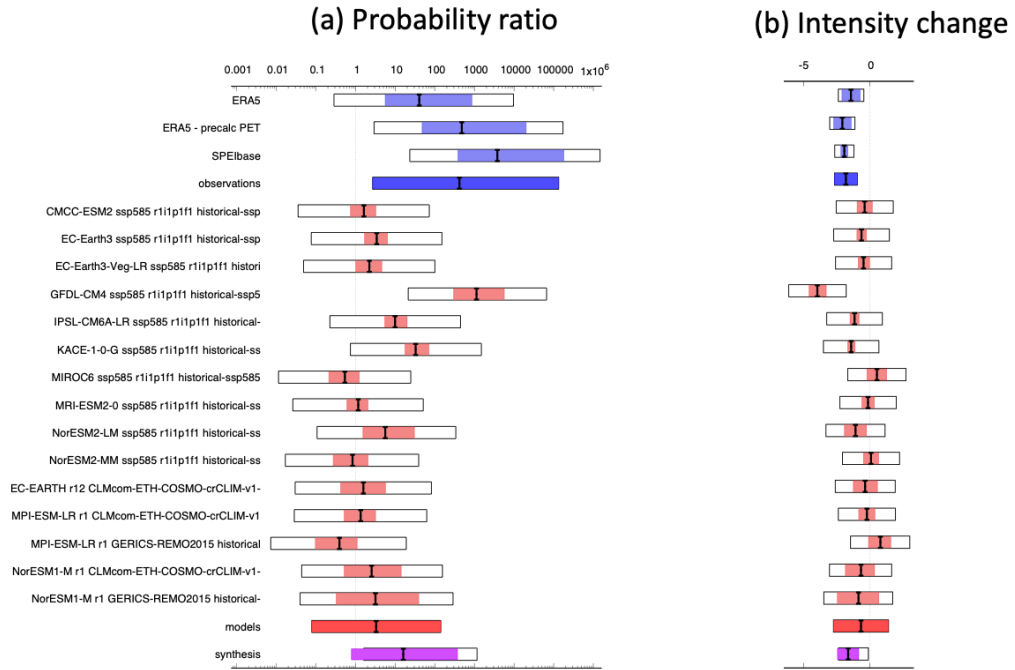 (a) Probability ratio
(b) Intensity change
0.001 0.01 0.1 1 10 100 1000 10000 100000 1x10⁶
-5 0
ERA5
ERA5 - precalc PET
SPEIbase
observations
CMCC-ESM2 ssp585 r1i1p1f1 historical-ssp
EC-Earth3 ssp585 r1i1p1f1 historical-ssp
EC-Earth3-Veg-LR ssp585 r1i1p1f1 histori
GFDL-CM4 ssp585 r1i1p1f1 historical-ssp5
IPSL-CM6A-LR ssp585 r1i1p1f1 historical-
KACE-1-0-G ssp585 r1i1p1f1 historical-ss
MIROC6 ssp585 r1i1p1f1 historical-ssp585
MRI-ESM2-0 ssp585 r1i1p1f1 historical-ss
NorESM2-LM ssp585 r1i1p1f1 historical-ss
NorESM2-MM ssp585 r1i1p1f1 historical-ss
EC-EARTH r12 CLMcom-ETH-COSMO-crCLIM-v1-
MPI-ESM-LR r1 CLMcom-ETH-COSMO-crCLIM-v1
MPI-ESM-LR r1 GERICS-REMO2015 historical
NorESM1-M r1 CLMcom-ETH-COSMO-crCLIM-v1-
NorESM1-M r1 GERICS-REMO2015 historical-
models
synthesis